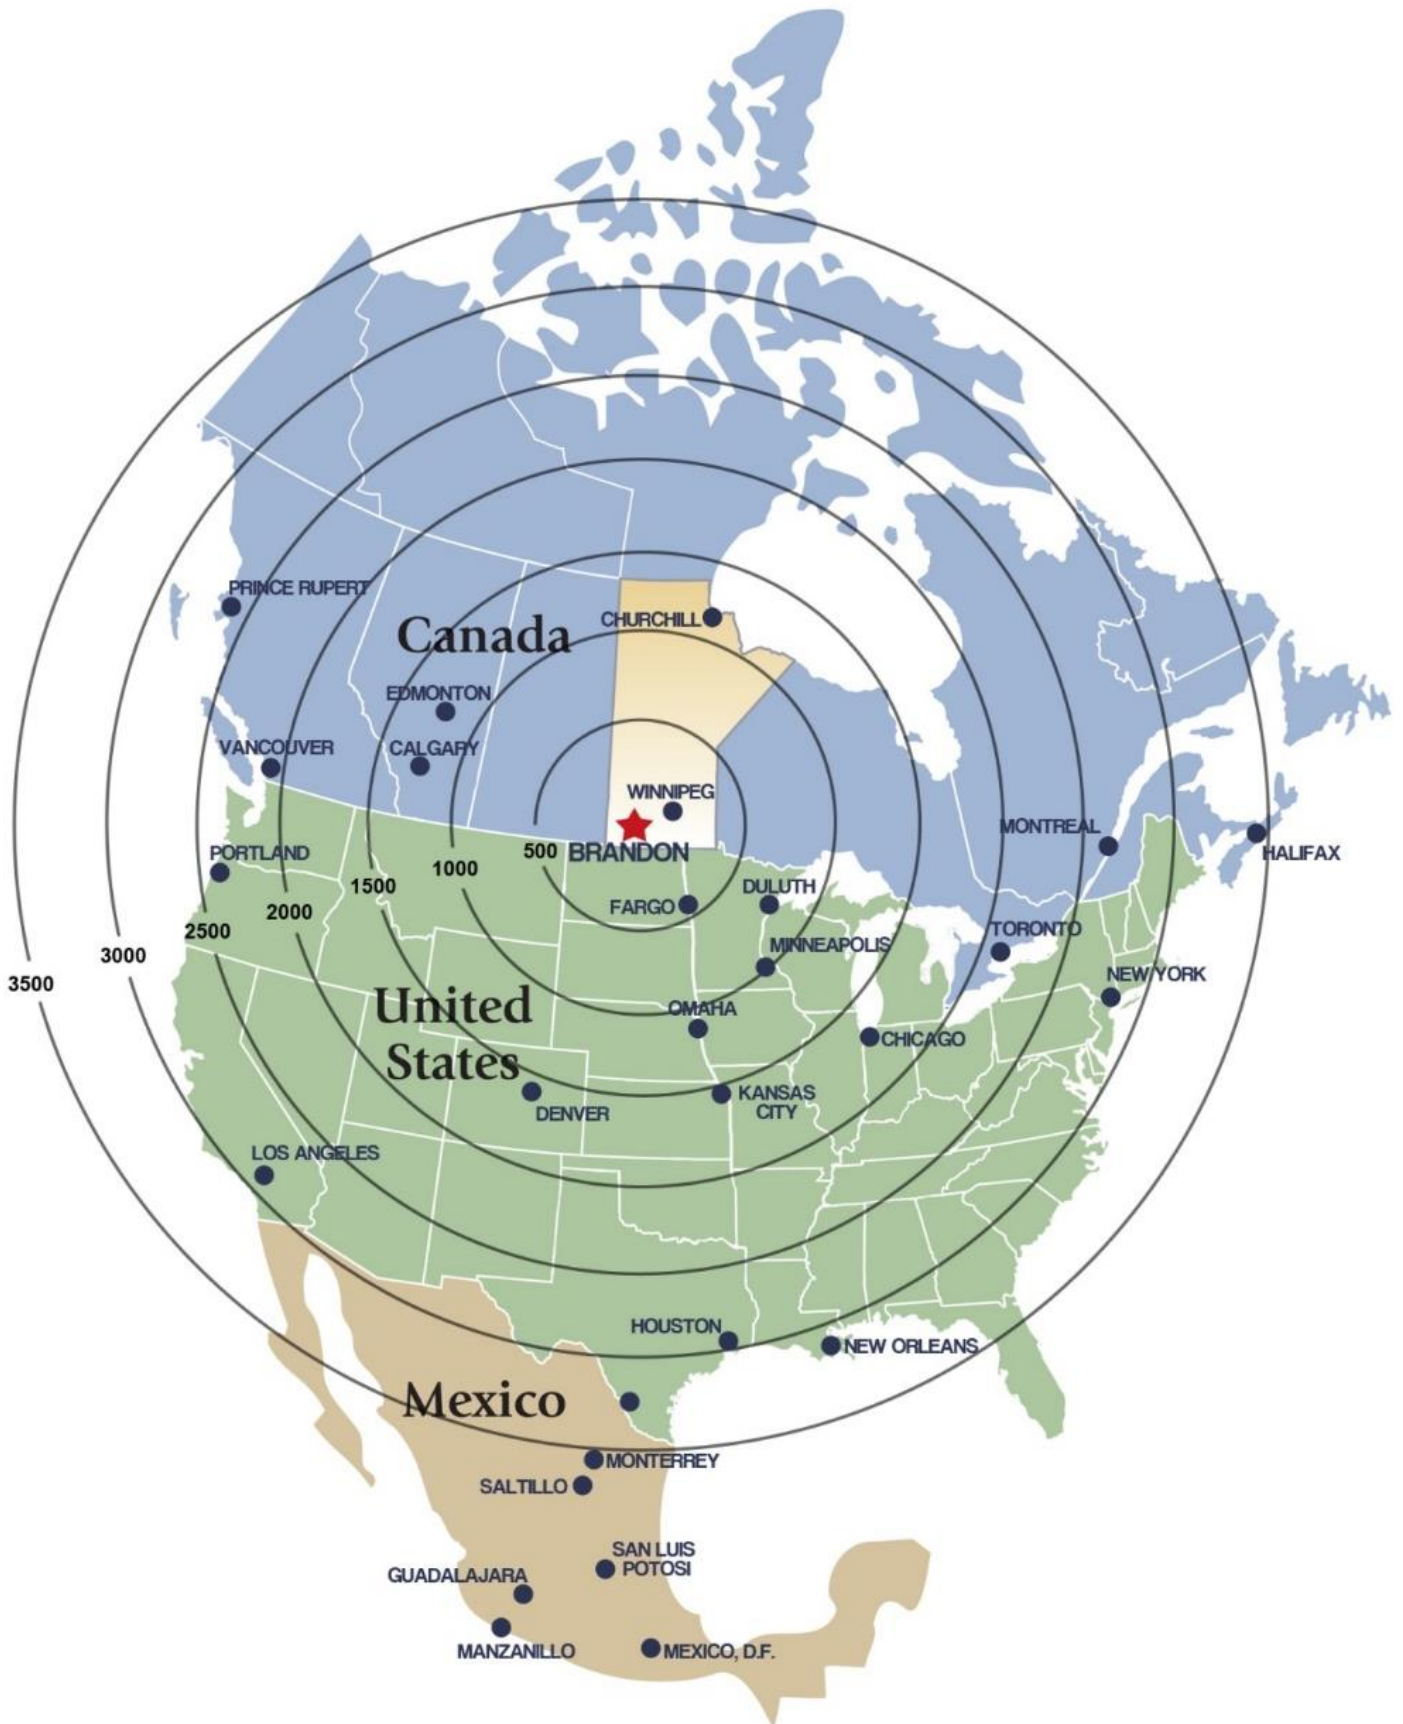 PRINCE RUPERT
CHURCHILL
Canada
EDMONTON
VANCOUVER
CALGARY
WINNIPEG
MONTREAL
BRANDON
HALIFAX
PORTLAND
500
1000
1500
2000
2500
3000
3500
DULUTH
FARGO
TORONTO
MINNEAPOLIS
NEW YORK
United
States
OMAHA
CHICAGO
KANSAS
CITY
DENVER
LOS ANGELES
HOUSTON
NEW ORLEANS
Mexico
MONTERREY
SALTILLO
SAN LUIS
POTOSI
GUADALAJARA
MANZANILLO
MEXICO, D.F.